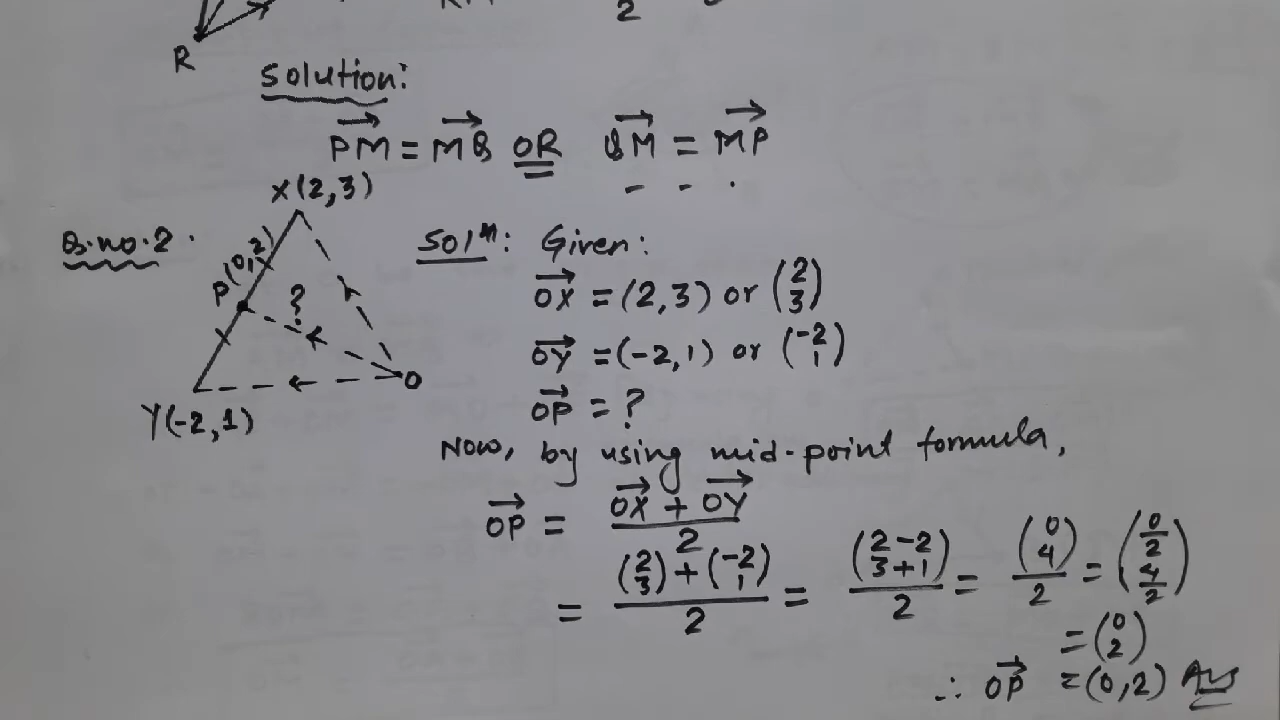 R
2
Solution:
PM = MQ OR QM = MP
X(2,3)
Q.no.2.
P(0,2)
?
O
Y(-2,1)
Solⁿ: Given:
OX = (2,3) or (2 3)
OY = (-2,1) or (-2 1)
OP = ?
Now, by using mid-point formula,
OP = OX + OY / 2
= (2 3) + (-2 1) / 2 = (2-2 3+1) / 2 = (0 4) / 2 = (0/2 4/2)
= (0 2)
∴ OP = (0,2) Ans